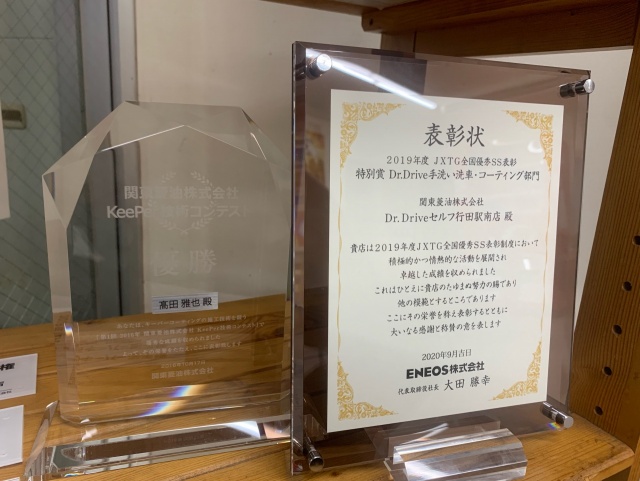 関東菱油株式会社
優勝
髙田 雅也 殿
関東菱油株式会社
表彰状
2019年度 JXTG全国優秀SS表彰
特別賞 Dr.Drive手洗い洗車・コーティング部門
関東菱油株式会社
Dr.Driveセルフ行田駅南店 殿
貴店は2019年度JXTG全国優秀SS表彰制度において
積極的かつ情熱的な活動を展開され
卓越した成績を収められました
これはひとえに貴店のたゆまぬ努力の賜であり
他の模範とするところであります
ここにその栄誉を称え表彰するとともに
大いなる感謝と称賛の意を表します
2020年9月吉日
ENEOS株式会社
代表取締役社長 大田 勝幸